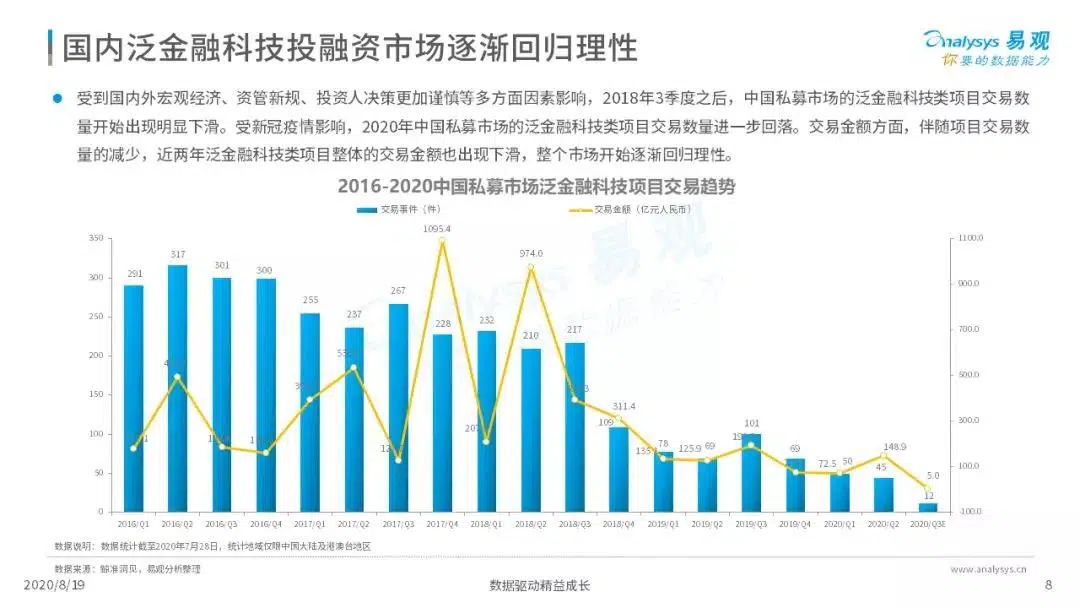 国内泛金融科技投融资市场逐渐回归理性
analysys 易观
你要的数据能力
受到国内外宏观经济、资管新规、投资人决策更加谨慎等多方面因素影响，2018年3季度之后，中国私募市场的泛金融科技类项目交易数
量开始出现明显下滑。受新冠疫情影响，2020年中国私募市场的泛金融科技类项目交易数量进一步回落。交易金额方面，伴随项目交易数
量的减少，近两年泛金融科技类项目整体的交易金额也出现下滑，整个市场开始逐渐回归理性。
2016-2020中国私募市场泛金融科技项目交易趋势
交易事件（件） 交易金额（亿元人民币）
1095.4
350 1100.0
317 974.0
291 301 300
300 900.0
267
255
250 237 228 232 700.0
210 217
200 500.0
150 300.0
311.4
109
100 78 125.9 69 101 100.0
69 72.5 50 148.9
50 45 5.0
12
0 -100.0
2016/Q1 2016/Q2 2016/Q3 2016/Q4 2017/Q1 2017/Q2 2017/Q3 2017/Q4 2018/Q1 2018/Q2 2018/Q3 2018/Q4 2019/Q1 2019/Q2 2019/Q3 2019/Q4 2020/Q1 2020/Q2 2020/Q3E
数据说明：数据统计截至2020年7月28日，统计地域仅限中国大陆及港澳台地区
数据来源：鲸准洞见，易观分析整理
www.analysys.cn
2020/8/19 数据驱动精益成长 8